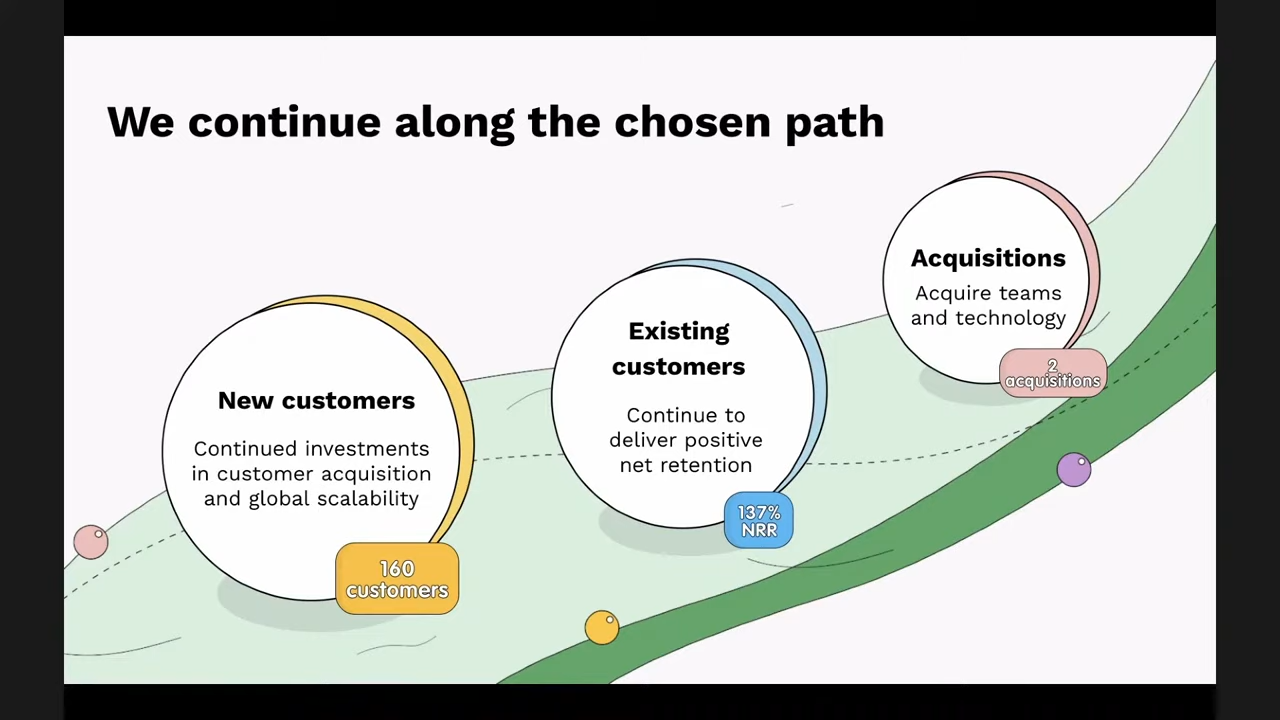 We continue along the chosen path
New customers
Continued investments
in customer acquisition
and global scalability
160
customers
Existing
customers
Continue to
deliver positive
net retention
137%
NRR
Acquisitions
Acquire teams
and technology
2
acquisitions